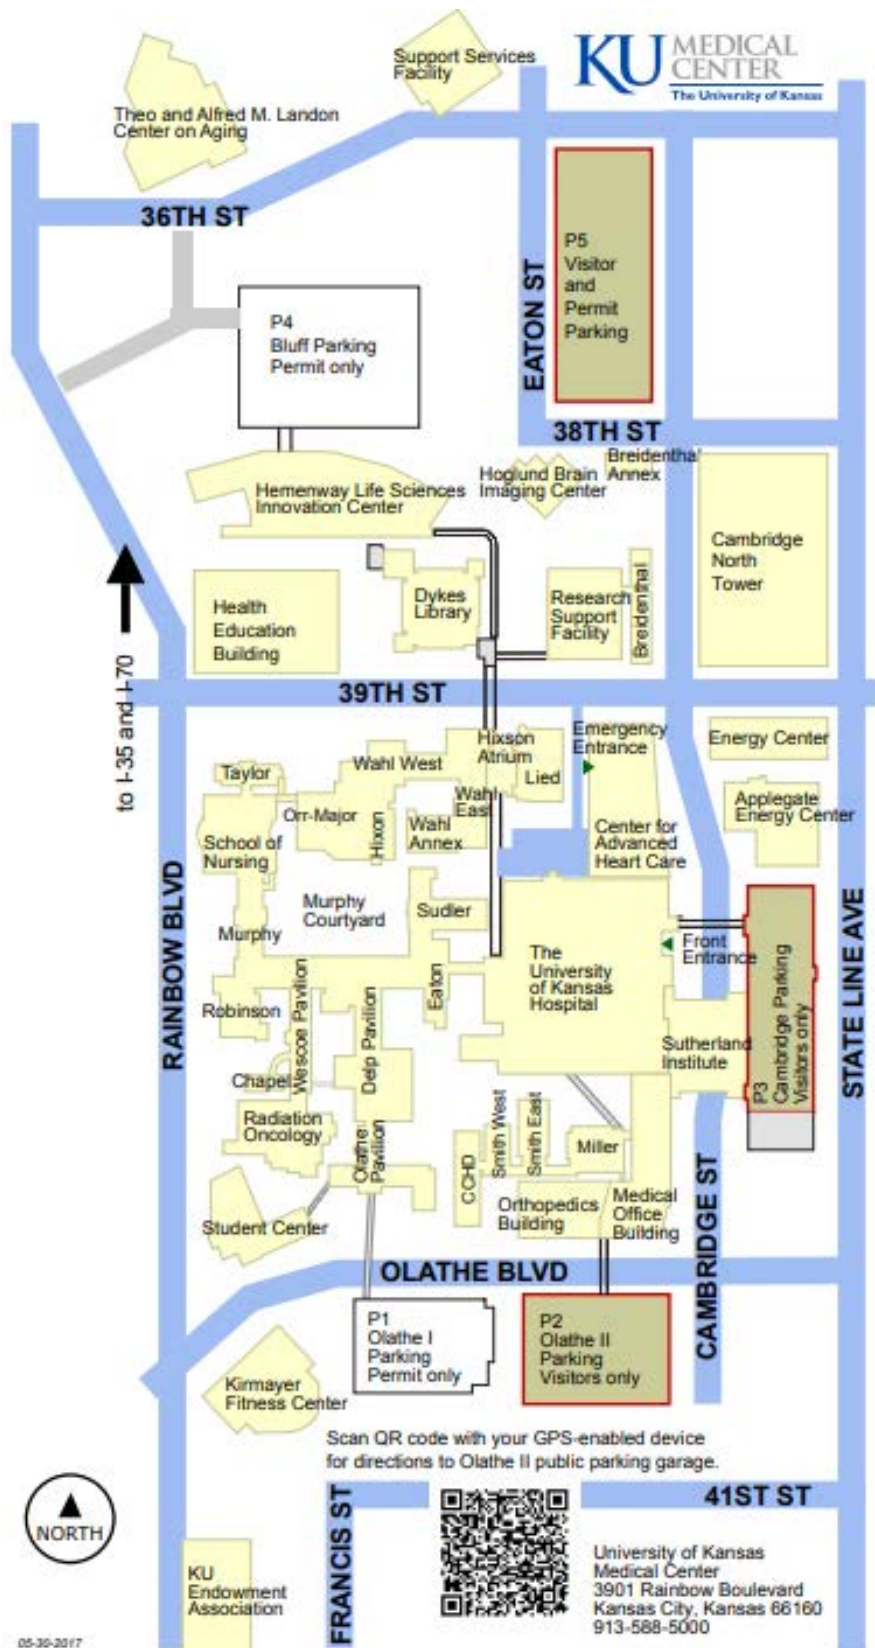 KU MEDICAL
CENTER
The University of Kansas
Support Services
Facility
Theo and Alfred M. Landon
Center on Aging
36TH ST
EATON ST
P5
Visitor
and
Permit
Parking
P4
Bluff Parking
Permit only
38TH ST
Breidenthal
Annex
Hoglund Brain
Imaging Center
Hemenway Life Sciences
Innovation Center
Cambridge
North
Tower
Dykes
Library
Research
Support
Facility
Breidenthal
Health
Education
Building
to I-35 and I-70
39TH ST
Emergency
Entrance
Energy Center
Hixson
Atrium
Wahl West
Lied
Taylor
Wahl
East
Applegate
Energy Center
Orr-Major
Hixon
Wahl
Annex
Center for
Advanced
Heart Care
School of
Nursing
Murphy
Courtyard
Sudler
Murphy
Front
Entrance
The
University
of Kansas
Hospital
RAINBOW BLVD
STATE LINE AVE
Robinson
Wescoe Pavilion
Delp Pavilion
Eaton
Sutherland
Institute
P3
Cambridge Parking
Visitors only
Chapel
Radiation
Oncology
Olathe
Pavilion
CCHD
Smith West
Smith East
Miller
Student Center
Orthopedics
Building
Medical
Office
Building
CAMBRIDGE ST
OLATHE BLVD
P1
Olathe I
Parking
Permit only
P2
Olathe II
Parking
Visitors only
Kirmayer
Fitness Center
Scan QR code with your GPS-enabled device
for directions to Olathe II public parking garage.
41ST ST
FRANCIS ST
NORTH
KU
Endowment
Association
University of Kansas
Medical Center
3901 Rainbow Boulevard
Kansas City, Kansas 66160
913-588-5000
05-30-2017